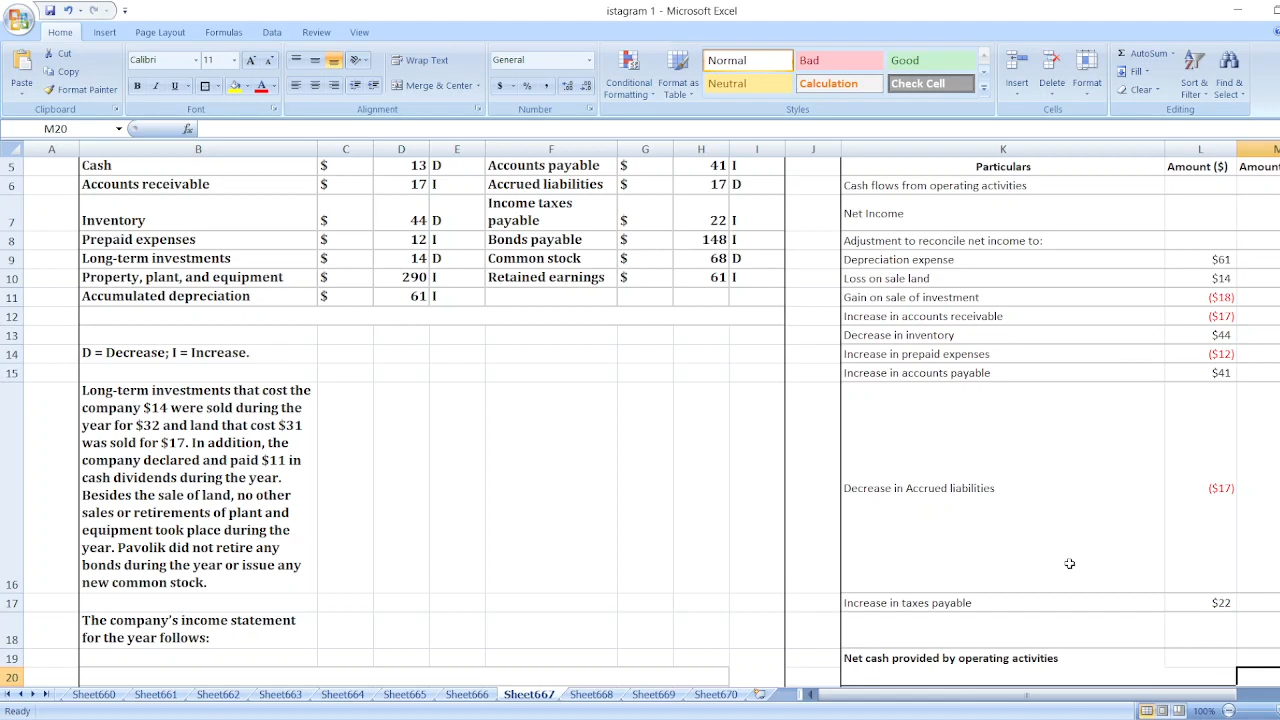 istagram 1 - Microsoft Excel
Home Insert Page Layout Formulas Data Review View
Paste Cut Copy Format Painter Clipboard
Calibri 11 B I U A A Font
Wrap Text Merge & Center Alignment
General $ % , Number
Conditional Formatting Format as Table Normal Bad Good Neutral Calculation Check Cell Styles
Insert Delete Format Cells
Σ AutoSum Fill Clear Sort & Filter Find & Select Editing
M20 fx
A B C D E F G H I J K L M
5 Cash $ 13 D Accounts payable $ 41 I Particulars Amount ($) Amoun
6 Accounts receivable $ 17 I Accrued liabilities $ 17 D Cash flows from operating activities
Income taxes
7 Inventory $ 44 D payable $ 22 I Net Income
8 Prepaid expenses $ 12 I Bonds payable $ 148 I Adjustment to reconcile net income to:
9 Long-term investments $ 14 D Common stock $ 68 D Depreciation expense $61
10 Property, plant, and equipment $ 290 I Retained earnings $ 61 I Loss on sale land $14
11 Accumulated depreciation $ 61 I Gain on sale of investment ($18)
12 Increase in accounts receivable ($17)
13 Decrease in inventory $44
14 D = Decrease; I = Increase. Increase in prepaid expenses ($12)
15 Increase in accounts payable $41
Long-term investments that cost the
company $14 were sold during the
year for $32 and land that cost $31
was sold for $17. In addition, the
company declared and paid $11 in
cash dividends during the year.
Besides the sale of land, no other
sales or retirements of plant and
equipment took place during the
year. Pavolik did not retire any
bonds during the year or issue any
16 new common stock.
Decrease in Accrued liabilities ($17)
17 Increase in taxes payable $22
The company's income statement
18 for the year follows:
19 Net cash provided by operating activities
20
Sheet660 Sheet661 Sheet662 Sheet663 Sheet664 Sheet665 Sheet666 Sheet667 Sheet668 Sheet669 Sheet670
Ready 100%